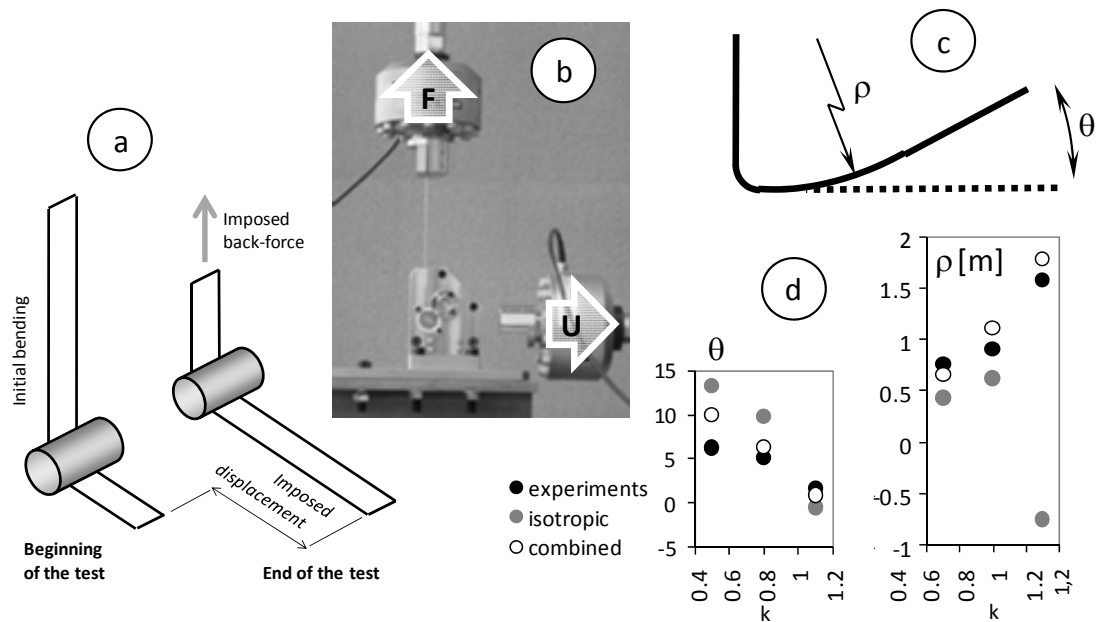 a
Initial bending
Imposed
back-force
Imposed
displacement
Beginning
of the test
End of the test
b
F
U
c
ρ
θ
d
θ
15
10
5
0
-5
0.4
0.6
0.8
1
1.2
k
experiments
isotropic
combined
ρ [m]
2
1.5
1
0.5
0
-0.5
-1
0.4
0.6
0.8
1
1.2
1,2
k